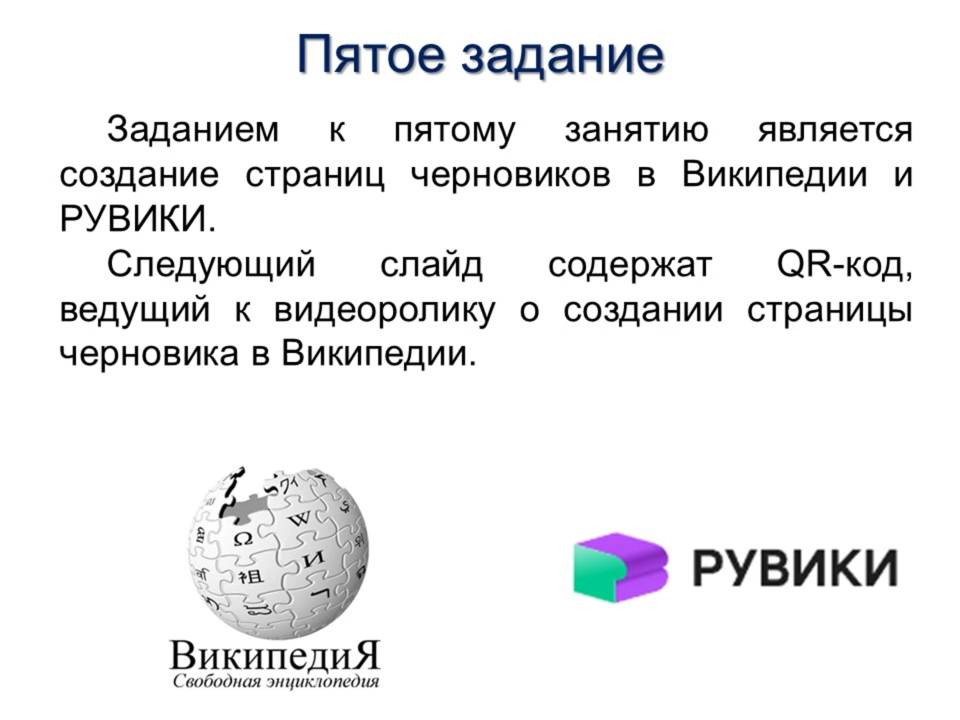 Пятое задание
Заданием к пятому занятию является
создание страниц черновиков в Википедии и
РУВИКИ.
Следующий слайд содержат QR-код,
ведущий к видеоролику о создании страницы
черновика в Википедии.
Ω W И 祖
ВикипедиЯ
Свободная энциклопедия
РУВИКИ